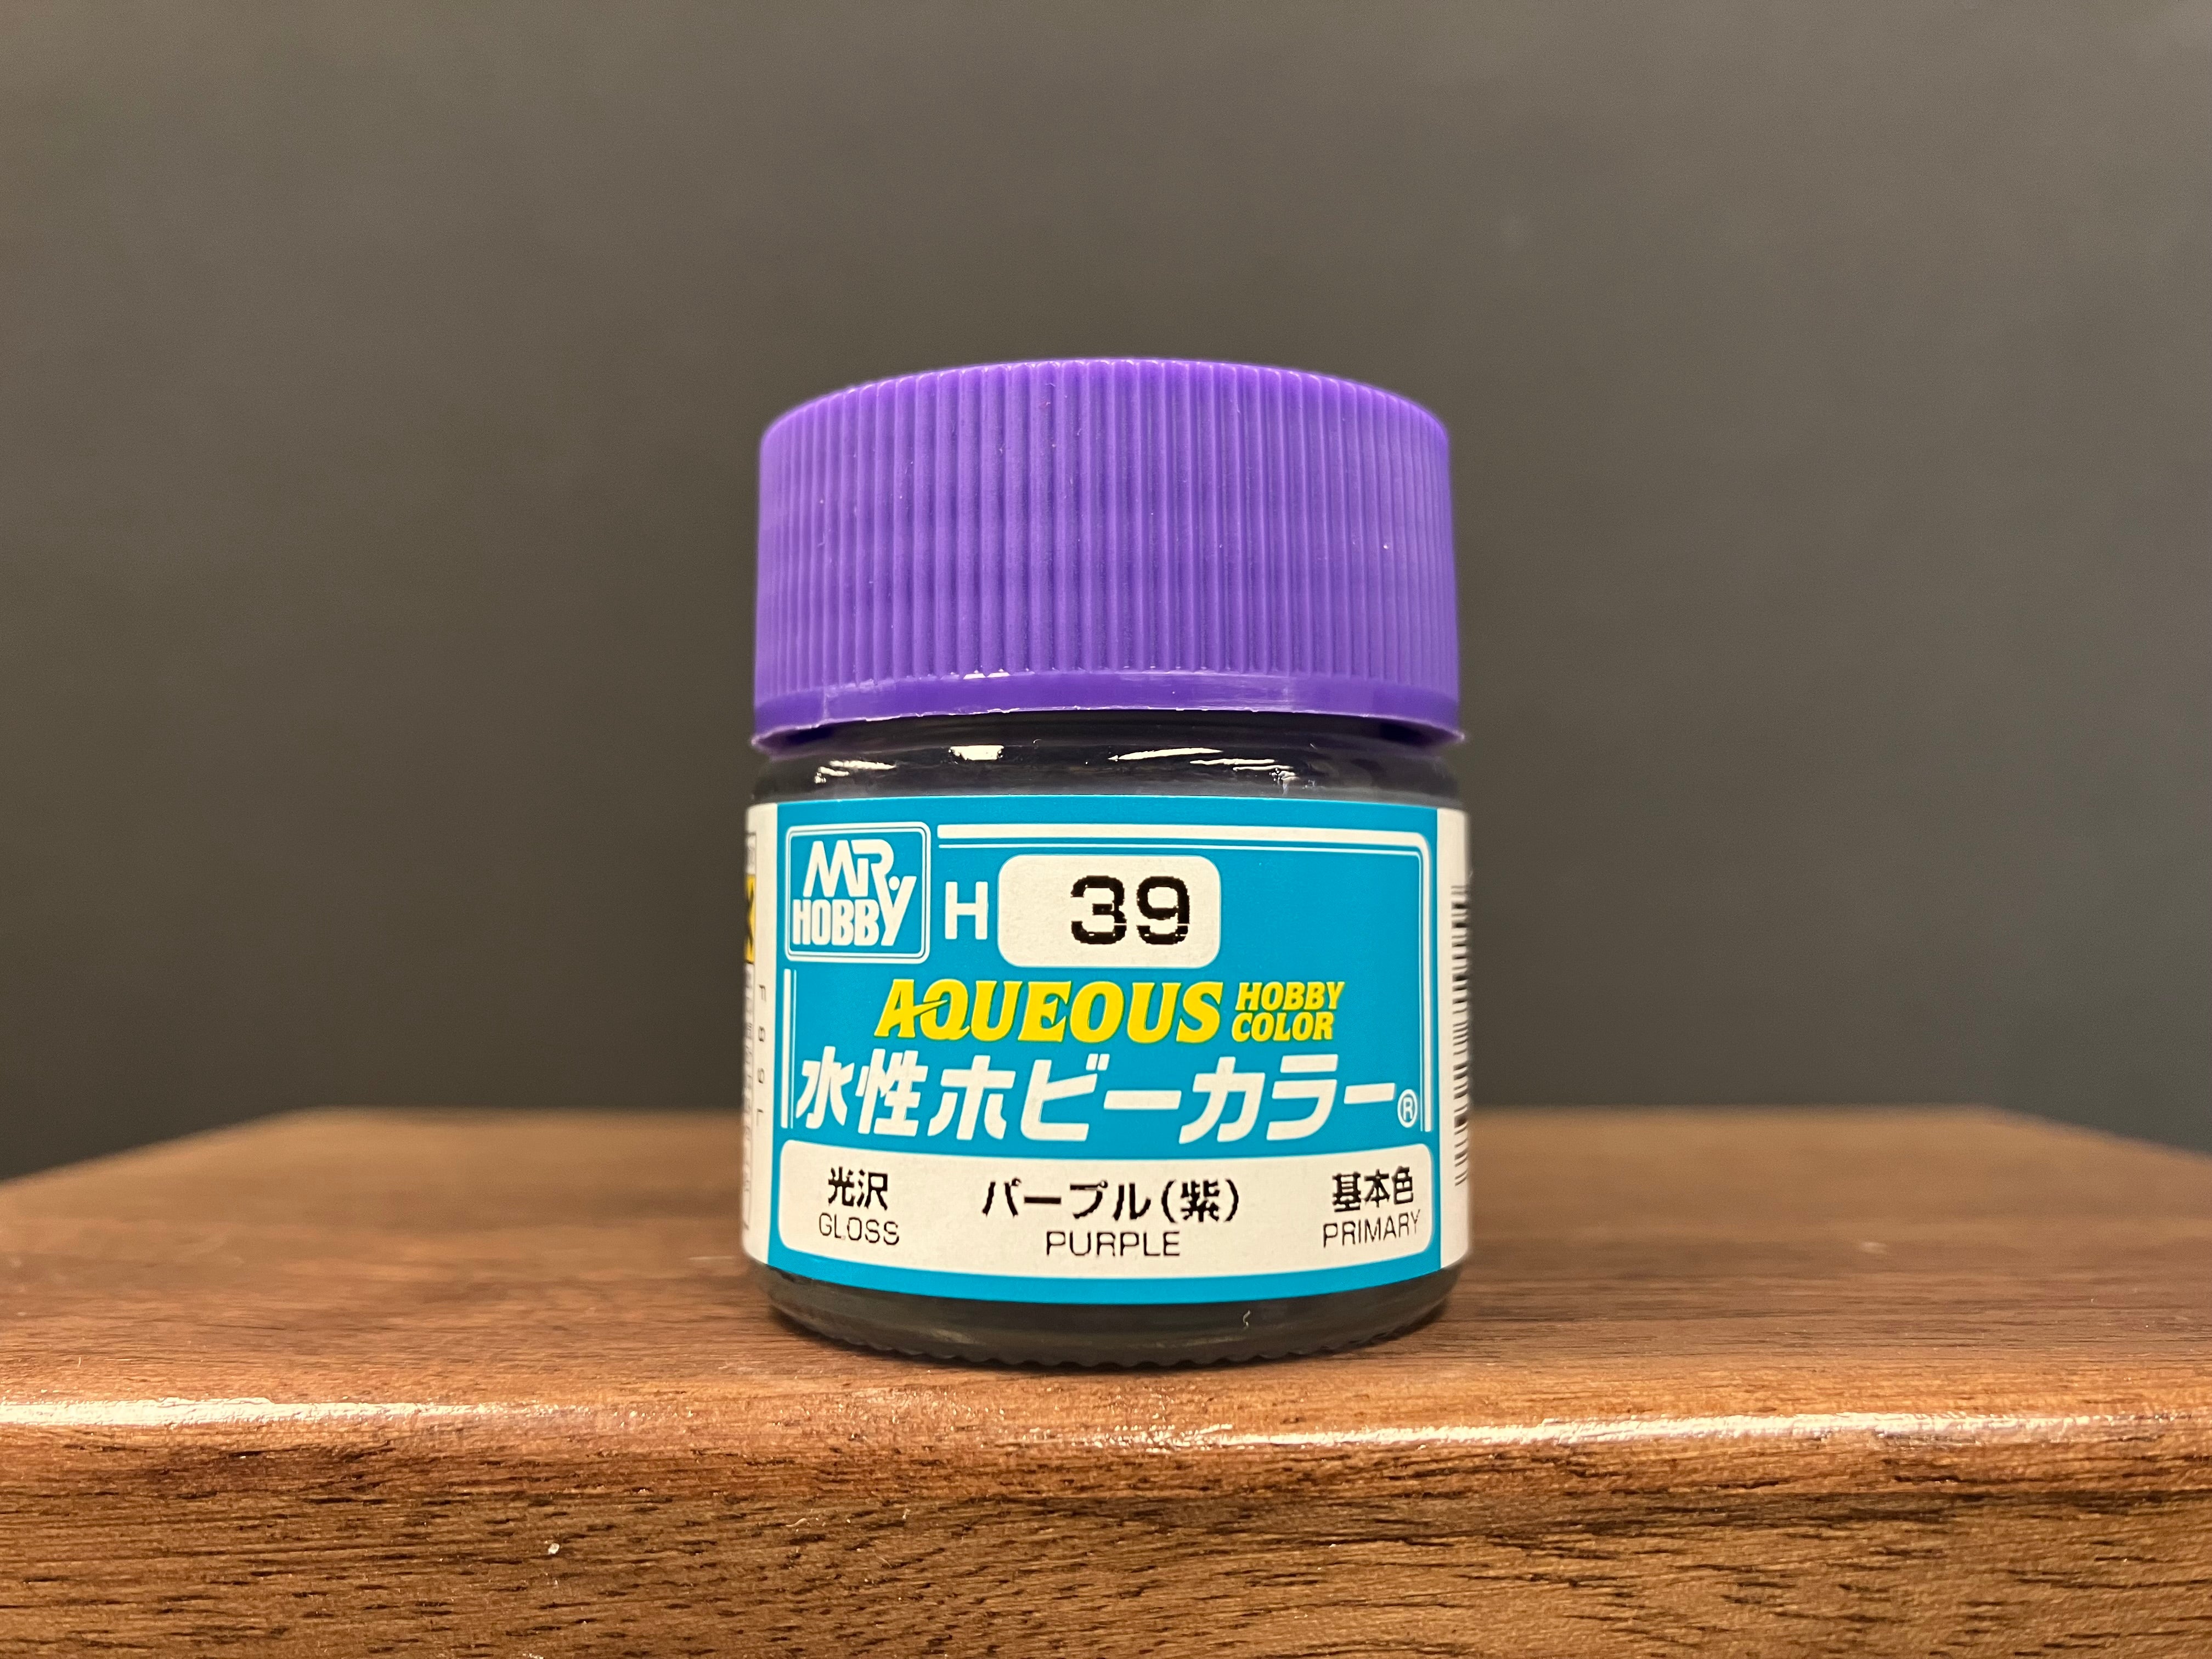 MR. HOBBY
H 39
AQUEOUS HOBBY COLOR
水性ホビーカラー®
光沢 パープル(紫) 基本色
GLOSS PURPLE PRIMARY